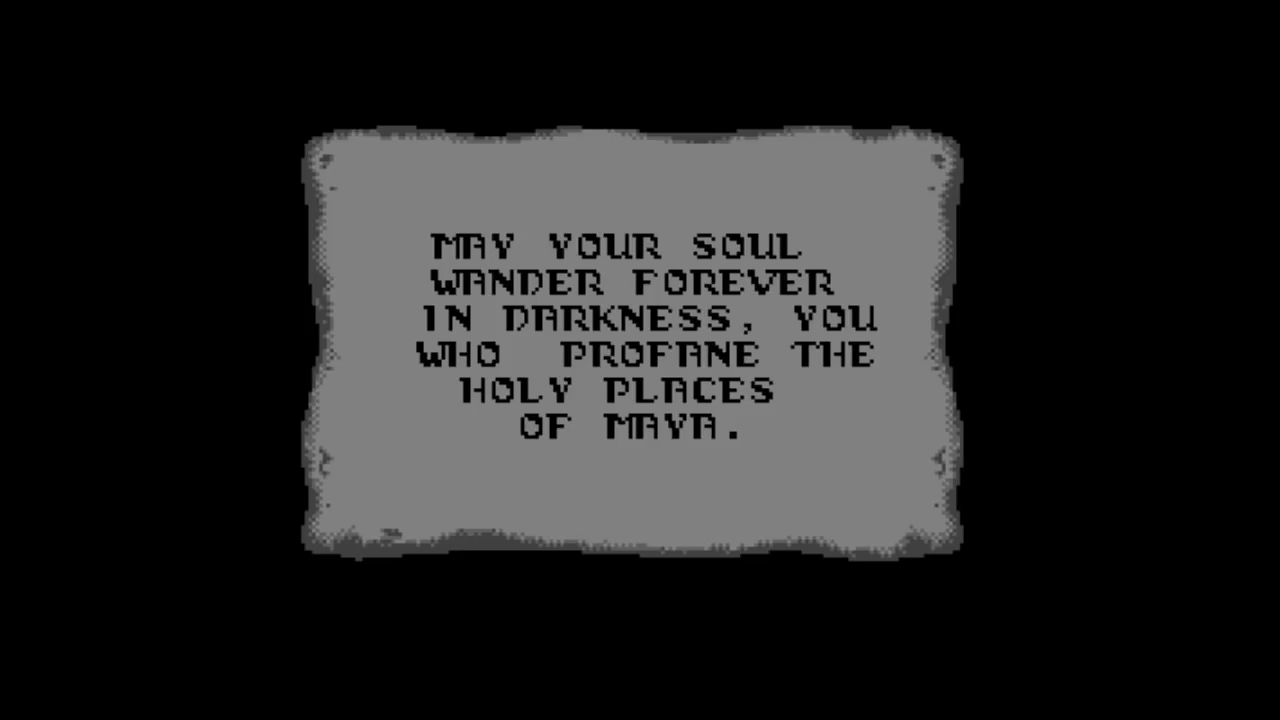 MAY YOUR SOUL
WANDER FOREVER
IN DARKNESS, YOU
WHO PROFANE THE
HOLY PLACES
OF MAYA.